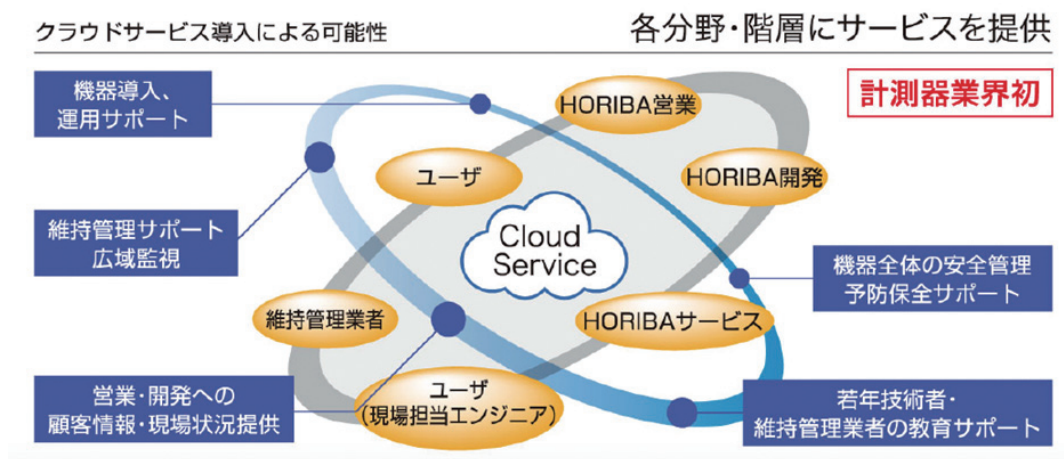 クラウドサービス導入による可能性
各分野・階層にサービスを提供
機器導入、
運用サポート
HORIBA営業
計測器業界初
ユーザ
HORIBA開発
維持管理サポート
広域監視
Cloud
Service
機器全体の安全管理
予防保全サポート
維持管理業者
HORIBAサービス
営業・開発への
顧客情報・現場状況提供
ユーザ
(現場担当エンジニア)
若年技術者・
維持管理業者の教育サポート